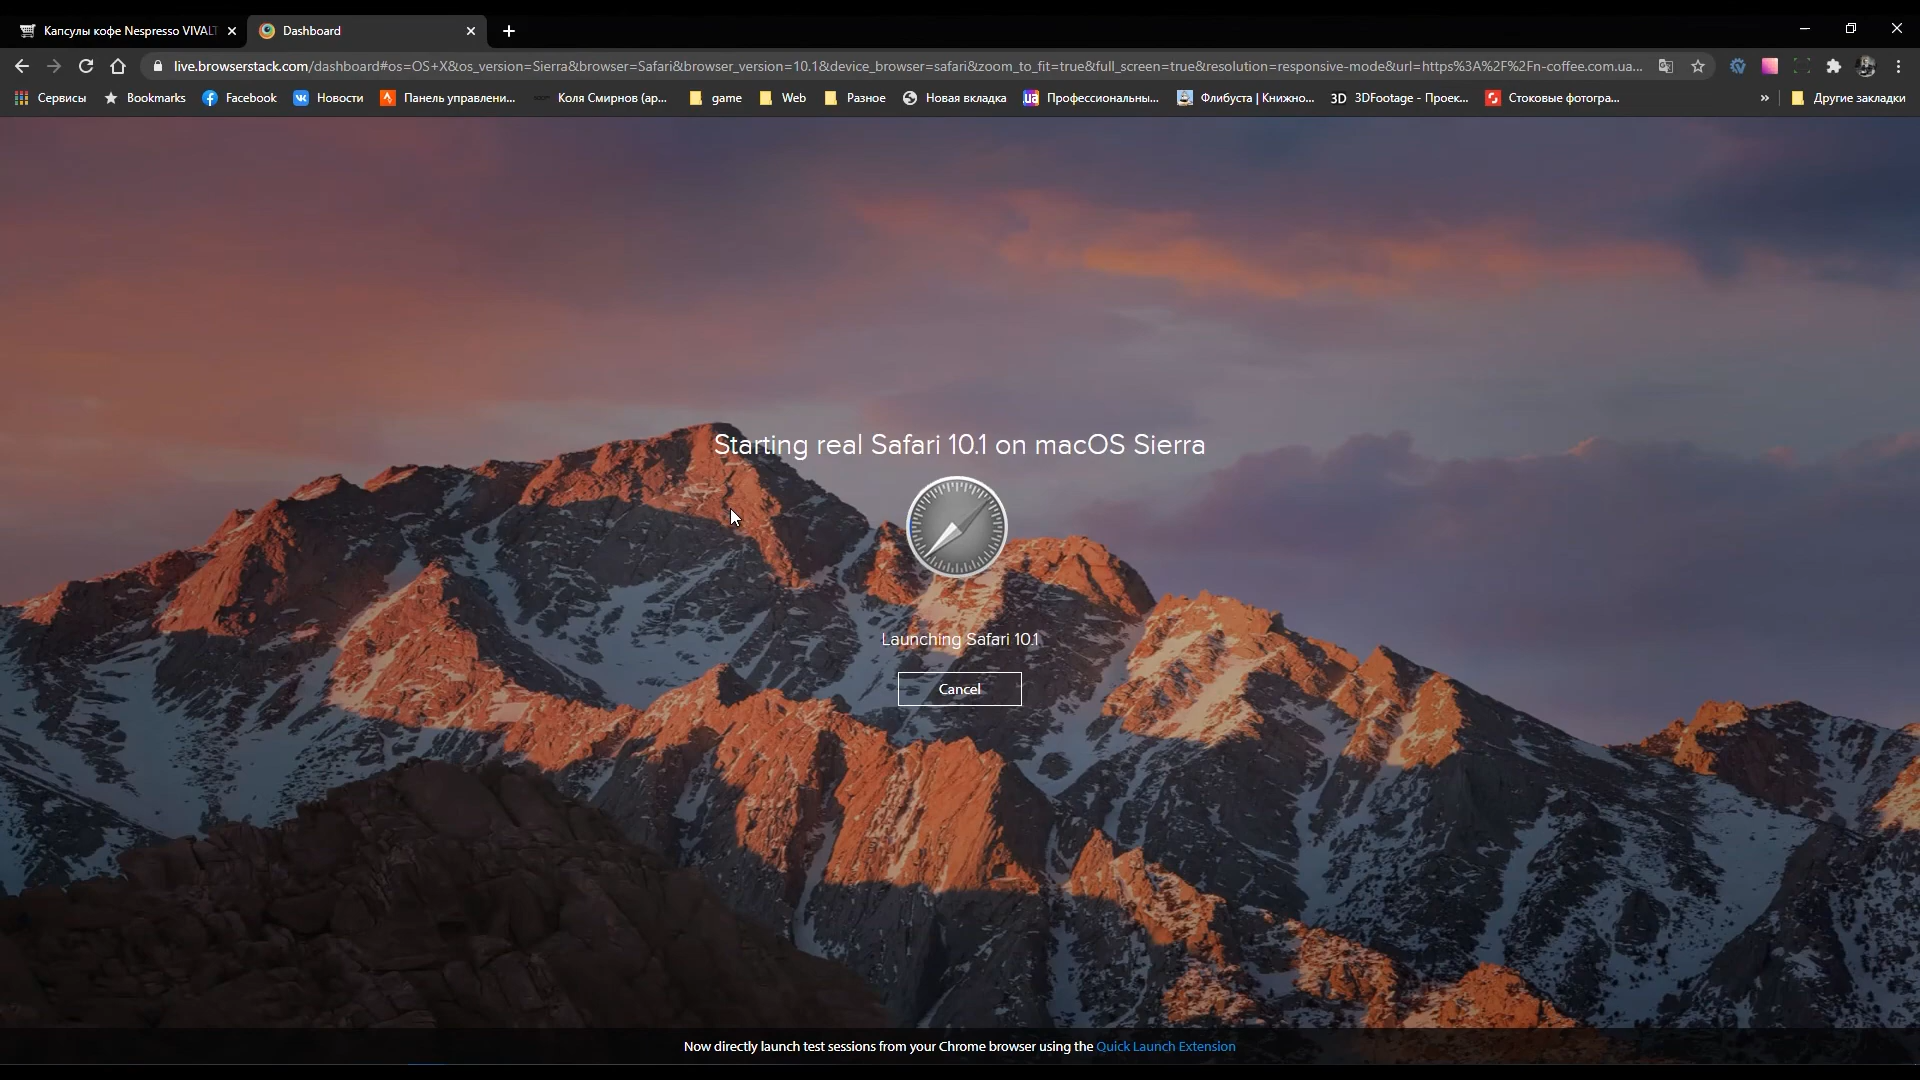 Капсулы кофе Nespresso VIVALT
Dashboard
live.browserstack.com/dashboard#os=OS+X&os_version=Sierra&browser=Safari&browser_version=10.1&device_browser=safari&zoom_to_fit=true&full_screen=true&resolution=responsive-mode&url=https%3A%2F%2Fn-coffee.com.ua...
Сервисы Bookmarks Facebook Новости Панель управлени... Коля Смирнов (ар... game Web Разное Новая вкладка ua Профессиональны... Флибуста | Книжно... 3D 3DFootage - Проек... Стоковые фотогра... » Другие закладки
Starting real Safari 10.1 on macOS Sierra
Launching Safari 10.1
Cancel
Now directly launch test sessions from your Chrome browser using the Quick Launch Extension